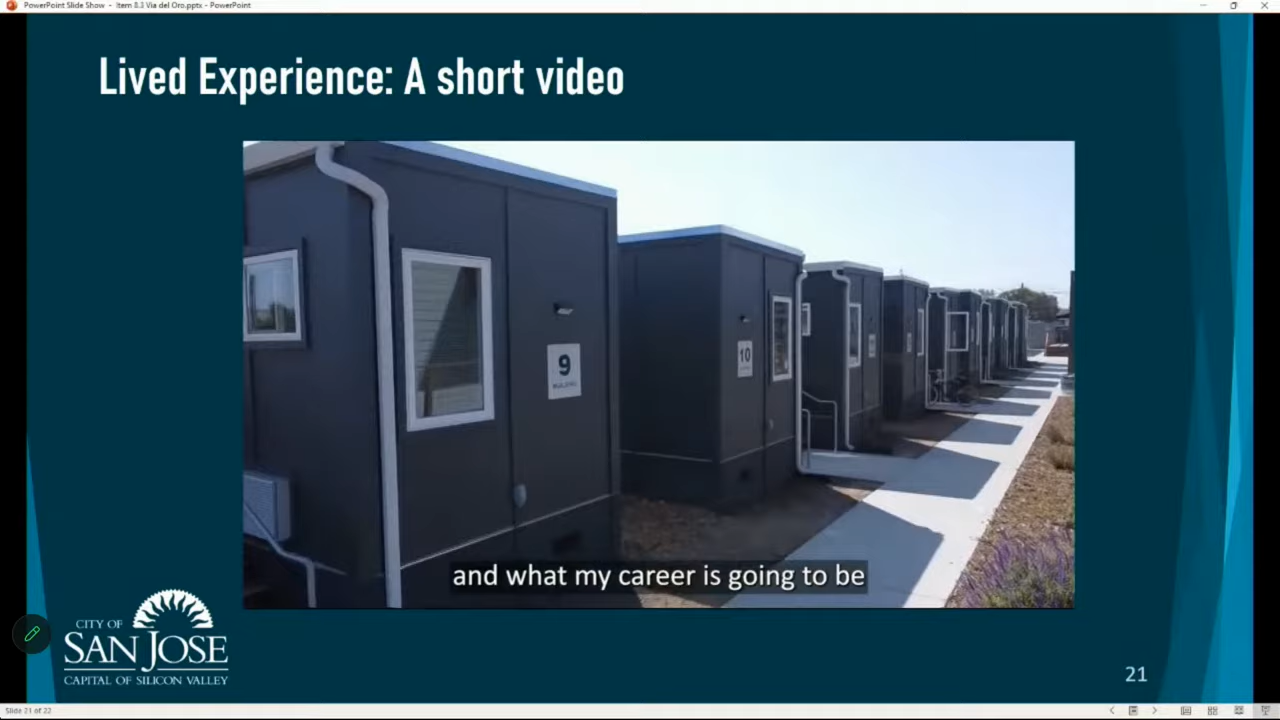 PowerPoint Slide Show - Item 8.3 Via del Oro.pptx - PowerPoint
Lived Experience: A short video
9
BUILDING
10
and what my career is going to be
CITY OF
SAN JOSE
CAPITAL OF SILICON VALLEY
21
Slide 21 of 22